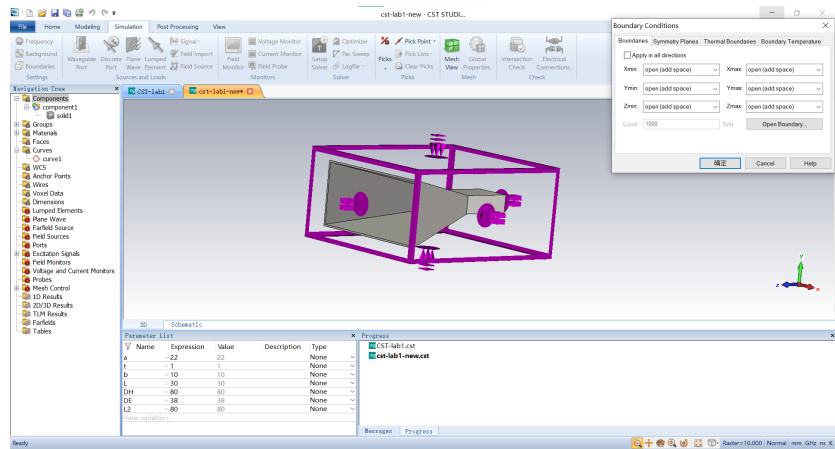 cst-lab1-new - CST STUDI...
File Home Modeling Simulation Post Processing View
Frequency
Background
Boundaries
Settings
Waveguide Port
Discrete Port
Plane Wave
Lumped Element
Signal
Field Import
Field Source
Sources and Loads
Field Monitor
Voltage Monitor
Current Monitor
Field Probe
Monitors
Setup Solver
Optimizer
Par. Sweep
Logfile
Solver
Picks
Pick Point
Pick Lists
Clear Picks
Picks
Mesh View
Global Properties
Mesh
Intersection Check
Electrical Connections
Check
Navigation Tree
CST-lab1
cst-lab1-new*
Components
component1
solid1
Groups
Materials
Faces
Curves
curve1
WCS
Anchor Points
Wires
Voxel Data
Dimensions
Lumped Elements
Plane Wave
Farfield Source
Field Sources
Ports
Excitation Signals
Field Monitors
Voltage and Current Monitors
Probes
Mesh Control
1D Results
2D/3D Results
TLM Results
Farfields
Tables
y
z
x
3D Schematic
Boundary Conditions
Boundaries Symmetry Planes Thermal Boundaries Boundary Temperature
Apply in all directions
Xmin: open (add space) Xmax: open (add space)
Ymin: open (add space) Ymax: open (add space)
Zmin: open (add space) Zmax: open (add space)
Cond.: 1000 S/m Open Boundary...
确定 Cancel Help
Parameter List
Name Expression Value Description Type
a = 22 22 None
t = 1 1 None
b = 10 10 None
L = 30 30 None
DH = 80 80 None
DE = 38 38 None
L2 = 80 80 None
<new variable>
Progress
CST-lab1.cst
cst-lab1-new.cst
Messages Progress
Ready
Raster=10.000 Normal mm GHz ns K